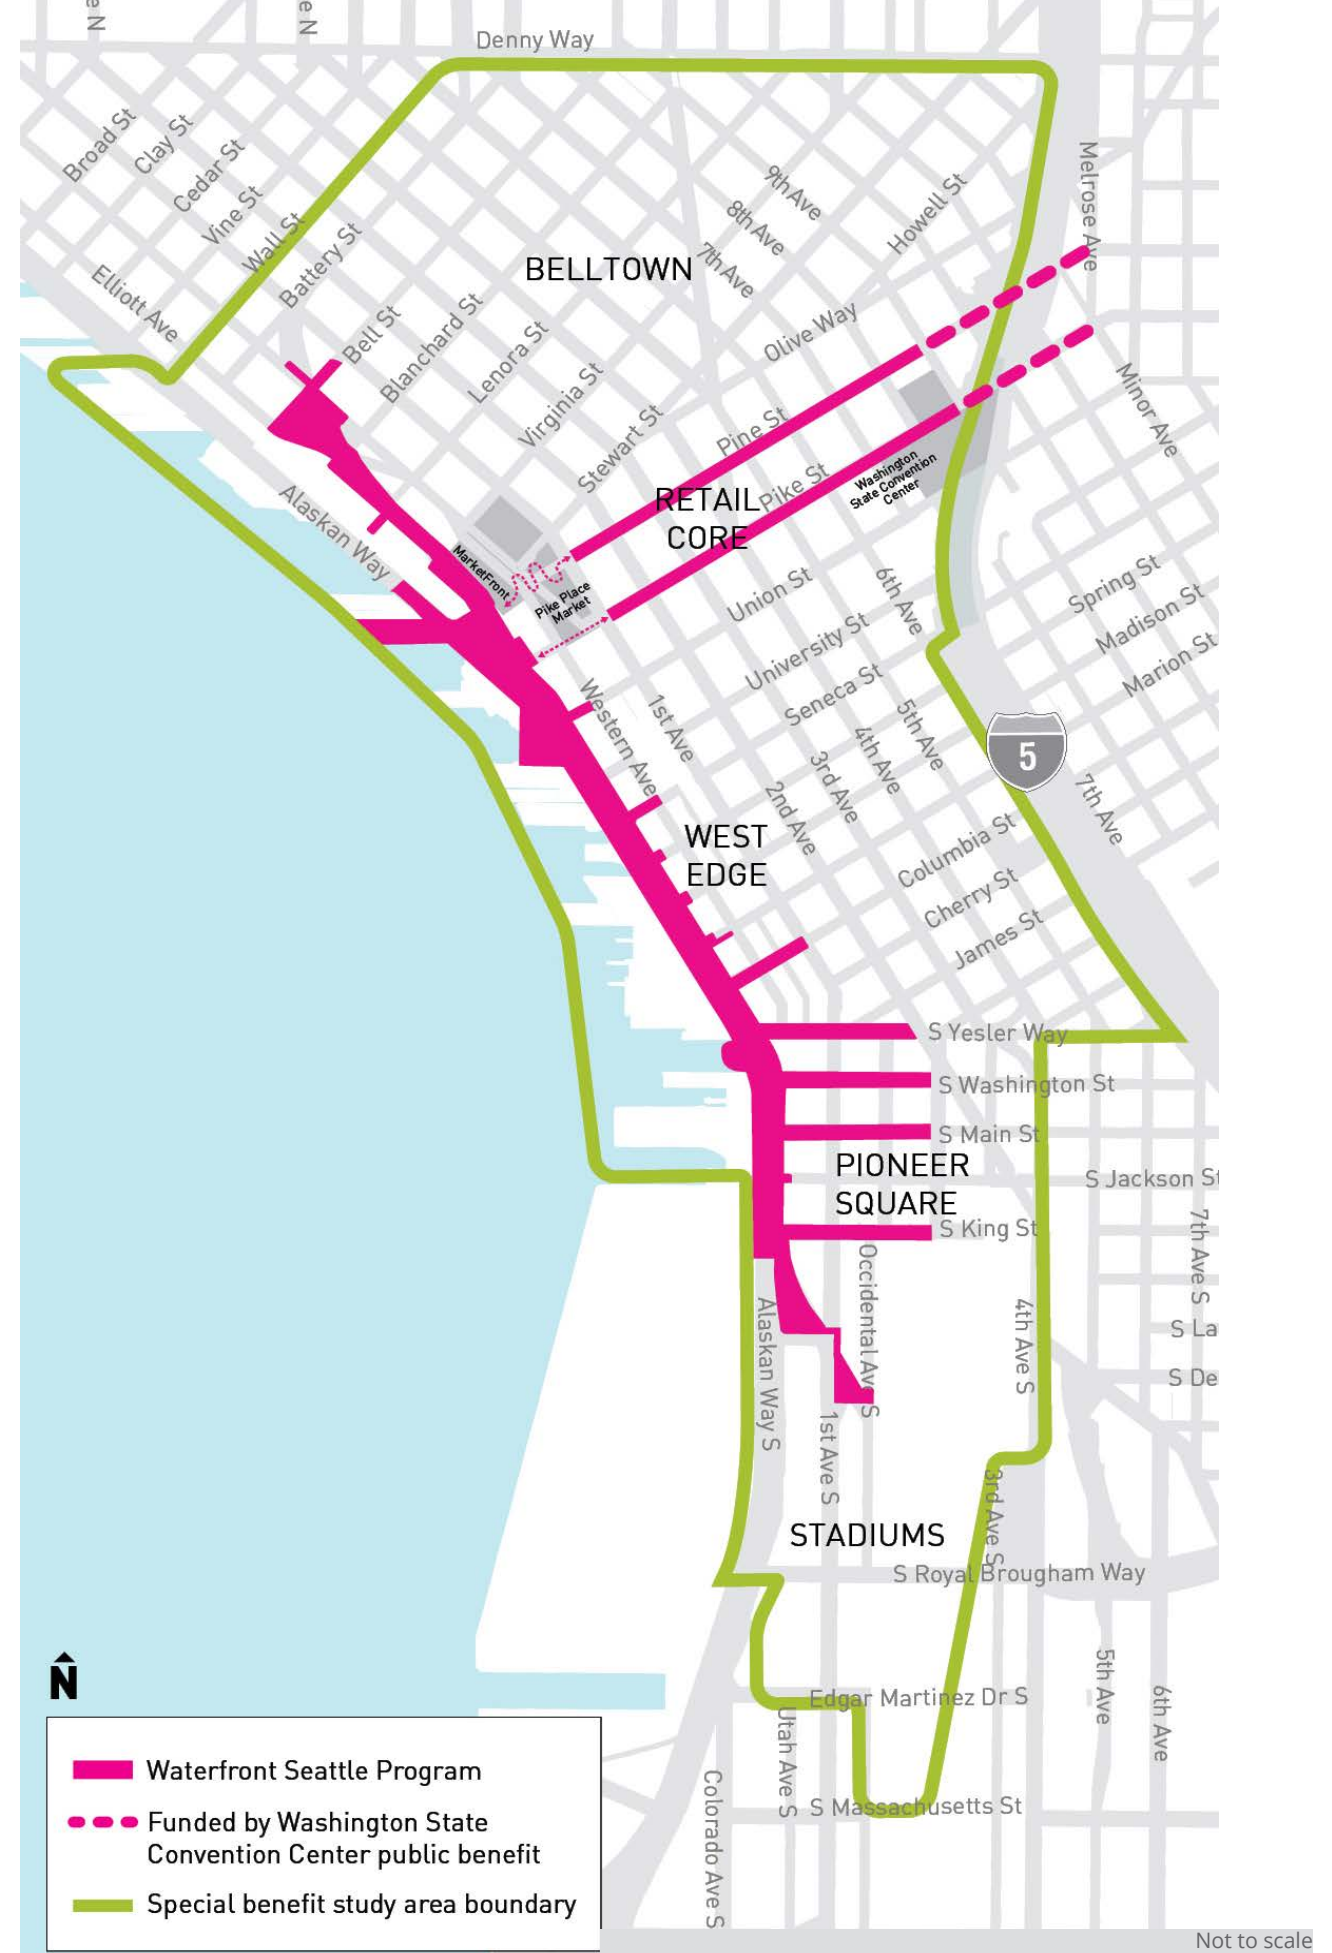 e N
e N
Denny Way
Broad St
Clay St
Cedar St
Vine St
Wall St
Battery St
Elliott Ave
Bell St
Blanchard St
Lenora St
Virginia St
Stewart St
BELLTOWN
9th Ave
8th Ave
7th Ave
Howell St
Olive Way
Melrose Ave
Minor Ave
Pine St
Pike St
RETAIL
CORE
Washington
State Convention
Center
Alaskan Way
MarketFront
Pike Place
Market
Union St
University St
Seneca St
6th Ave
Spring St
Madison St
Marion St
Western Ave
1st Ave
5th Ave
4th Ave
3rd Ave
2nd Ave
5
7th Ave
WEST
EDGE
Columbia St
Cherry St
James St
S Yesler Way
S Washington St
S Main St
PIONEER
SQUARE
S Jackson St
S King St
7th Ave S
Occidental Ave S
Alaskan Way S
4th Ave S
S La
S De
1st Ave S
3rd Ave S
STADIUMS
S Royal Brougham Way
5th Ave
6th Ave
Edgar Martinez Dr S
Utah Ave S
Colorado Ave S
S Massachusetts St
N
Waterfront Seattle Program
Funded by Washington State
Convention Center public benefit
Special benefit study area boundary
Not to scale